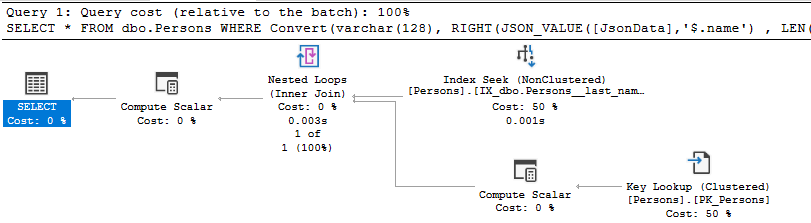 Query 1: Query cost (relative to the batch): 100%
SELECT * FROM dbo.Persons WHERE Convert(varchar(128), RIGHT(JSON_VALUE([JsonData],'$.name') , LEN(
SELECT
Cost: 0 %
Compute Scalar
Cost: 0 %
Nested Loops
(Inner Join)
Cost: 0 %
0.003s
1 of
1 (100%)
Index Seek (NonClustered)
[Persons].[IX_dbo.Persons__last_nam…
Cost: 50 %
0.001s
Compute Scalar
Cost: 0 %
Key Lookup (Clustered)
[Persons].[PK_Persons]
Cost: 50 %